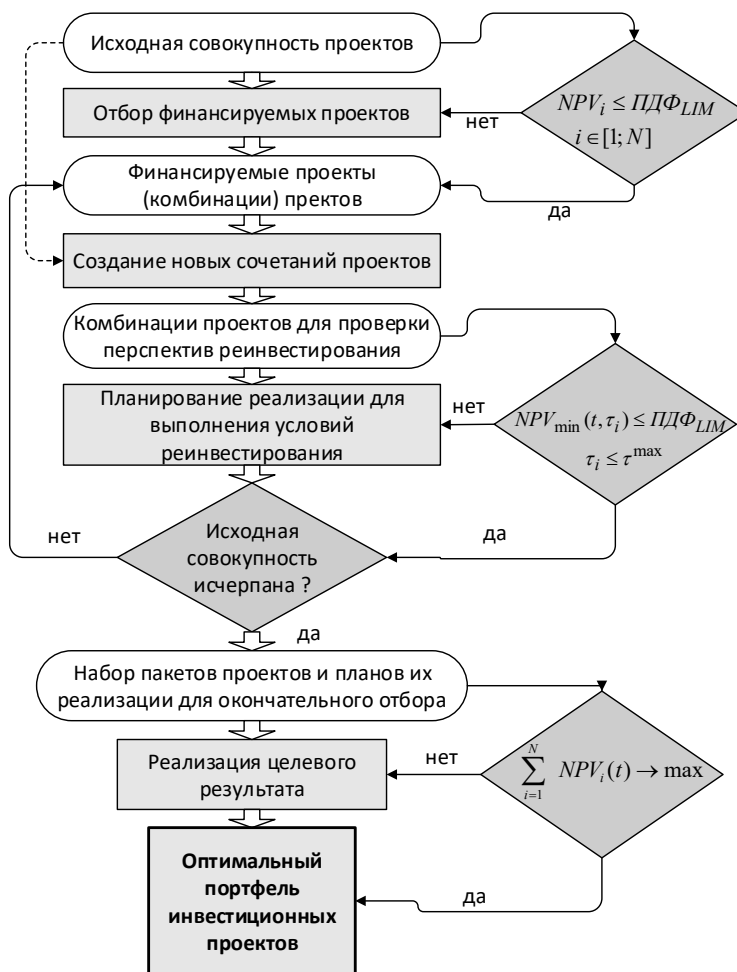 Исходная совокупность проектов
NPV_i ≤ ПДФ_LIM
i ∈ [1; N]
Отбор финансируемых проектов
нет
Финансируемые проекты
(комбинации) пректов
да
Создание новых сочетаний проектов
Комбинации проектов для проверки
перспектив реинвестирования
Планирование реализации для
выполнения условий
реинвестирования
нет
NPV_min (t, τ_i) ≤ ПДФ_LIM
τ_i ≤ τ^max
Исходная
совокупность
исчерпана ?
нет
да
да
Набор пакетов проектов и планов их
реализации для окончательного отбора
Реализация целевого
результата
нет
∑_{i=1}^{N} NPV_i(t) → max
Оптимальный
портфель
инвестиционных
проектов
да